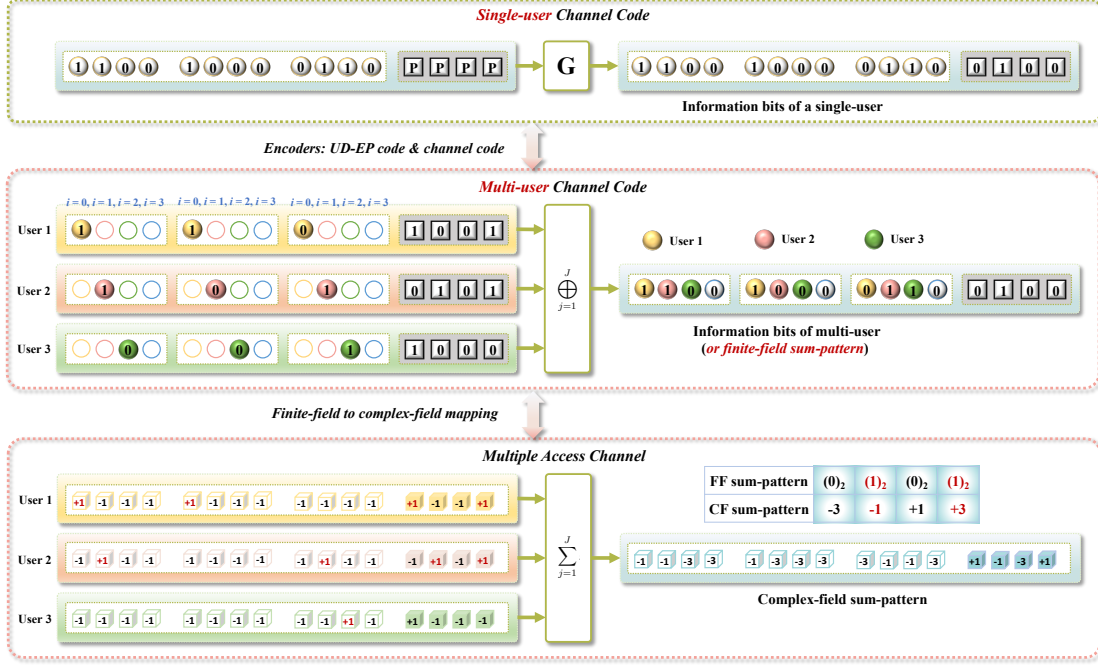 Single-user Channel Code
1 1 0 0 1 0 0 0 0 1 1 0 P P P P G 1 1 0 0 1 0 0 0 0 1 1 0 0 1 0 0
Information bits of a single-user
Encoders: UD-EP code & channel code
Multi-user Channel Code
i = 0, i = 1, i = 2, i = 3 i = 0, i = 1, i = 2, i = 3 i = 0, i = 1, i = 2, i = 3
User 1 1 1 0 1 0 0 1
User 1 User 2 User 3
User 2 1 0 1 0 1 0 1
J
⊕
j=1
1 1 0 0 1 0 0 0 0 1 1 0 0 1 0 0
Information bits of multi-user
(or finite-field sum-pattern)
User 3 0 0 1 1 0 0 0
Finite-field to complex-field mapping
Multiple Access Channel
User 1 +1 -1 -1 -1 +1 -1 -1 -1 -1 -1 -1 -1 +1 -1 -1 +1
FF sum-pattern (0)₂ (1)₂ (0)₂ (1)₂
CF sum-pattern -3 -1 +1 +3
User 2 -1 +1 -1 -1 -1 -1 -1 -1 -1 +1 -1 -1 -1 +1 -1 +1
J
∑
j=1
-1 -1 -3 -3 -1 -3 -3 -3 -3 -1 -1 -3 +1 -1 -3 +1
Complex-field sum-pattern
User 3 -1 -1 -1 -1 -1 -1 -1 -1 -1 -1 +1 -1 +1 -1 -1 -1